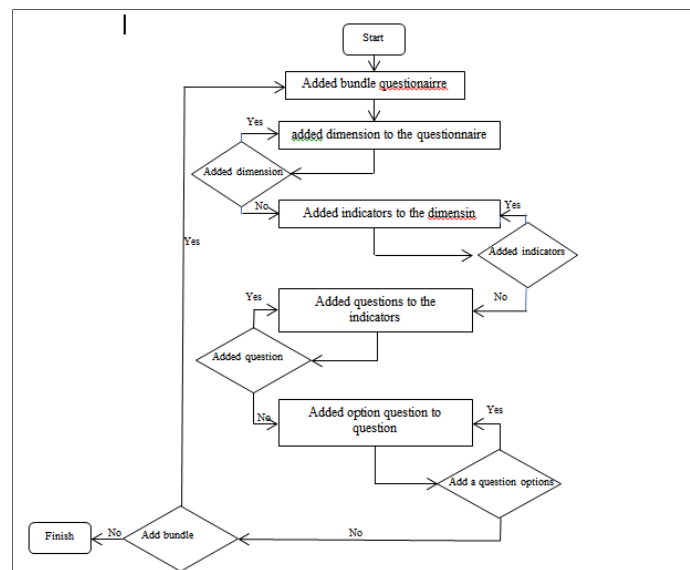 Start
Added bundle questionairre
Yes
added dimension to the questionnaire
Added dimension
No
Added indicators to the dimensin
Yes
Added indicators
Yes
No
Yes
Added questions to the
indicators
Added question
No
Added option question to
question
Yes
Add a question options
Finish
No
Add bundle
No